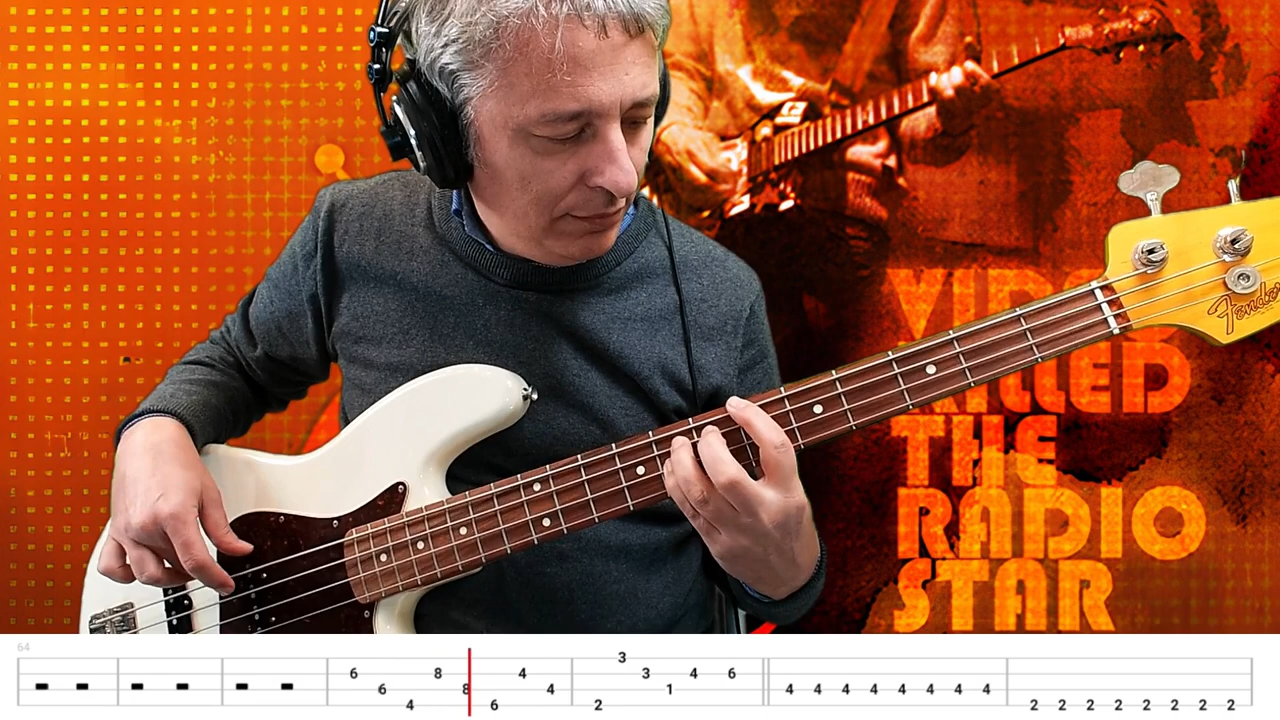 Fender
VIDEO
KILLED
THE
RADIO
STAR
64
3
6 8 4 3 4 6
6 8 4 1 4 4 4 4 4 4 4 4
4 6 2 2 2 2 2 2 2 2 2